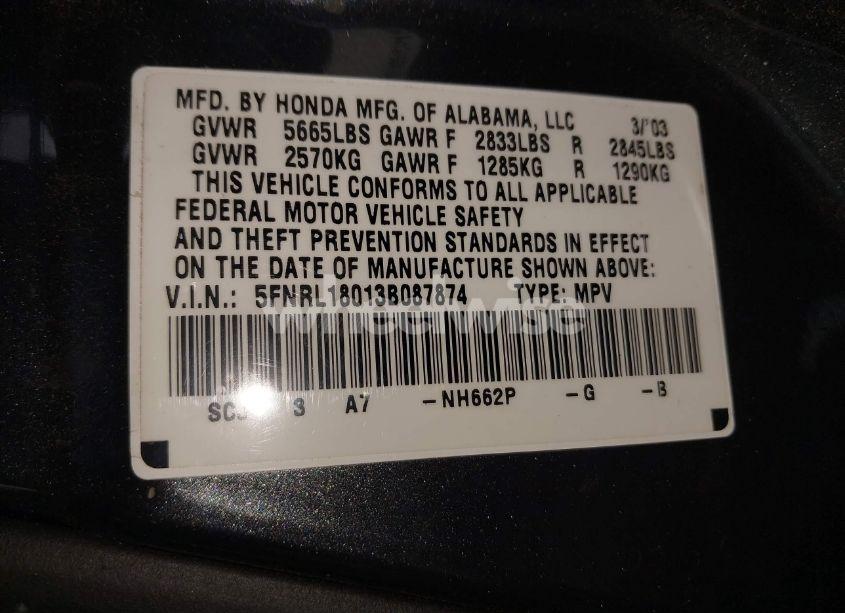 MFD. BY HONDA MFG. OF ALABAMA, LLC 3/'03
GVWR 5665LBS GAWR F 2833LBS R 2845LBS
GVWR 2570KG GAWR F 1285KG R 1290KG
THIS VEHICLE CONFORMS TO ALL APPLICABLE
FEDERAL MOTOR VEHICLE SAFETY
AND THEFT PREVENTION STANDARDS IN EFFECT
ON THE DATE OF MANUFACTURE SHOWN ABOVE:
V.I.N.: 5FNRL18013B087874 TYPE: MPV
wheelwise
3 A7 -NH662P -G -B